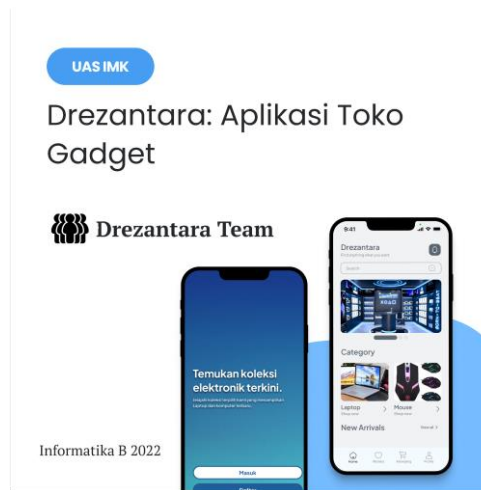 UAS IMK
Drezantara: Aplikasi Toko
Gadget
Drezantara Team
9:41
Drezantara
Search
Temukan koleksi
elektronik terkini.
Category
Laptop
Mouse
New Arrivals
Masuk
Informatika B 2022